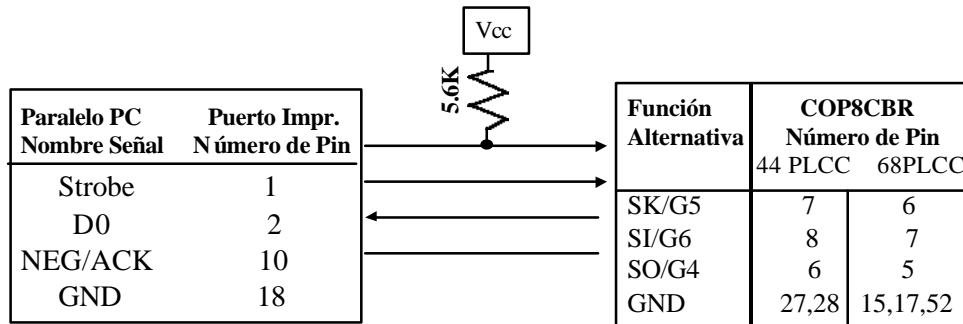 Vcc
5.6K
Paralelo PC Puerto Impr.
Nombre Señal Número de Pin
Strobe 1
D0 2
NEG/ACK 10
GND 18
Función COP8CBR
Alternativa Número de Pin
44 PLCC 68PLCC
SK/G5 7 6
SI/G6 8 7
SO/G4 6 5
GND 27,28 15,17,52